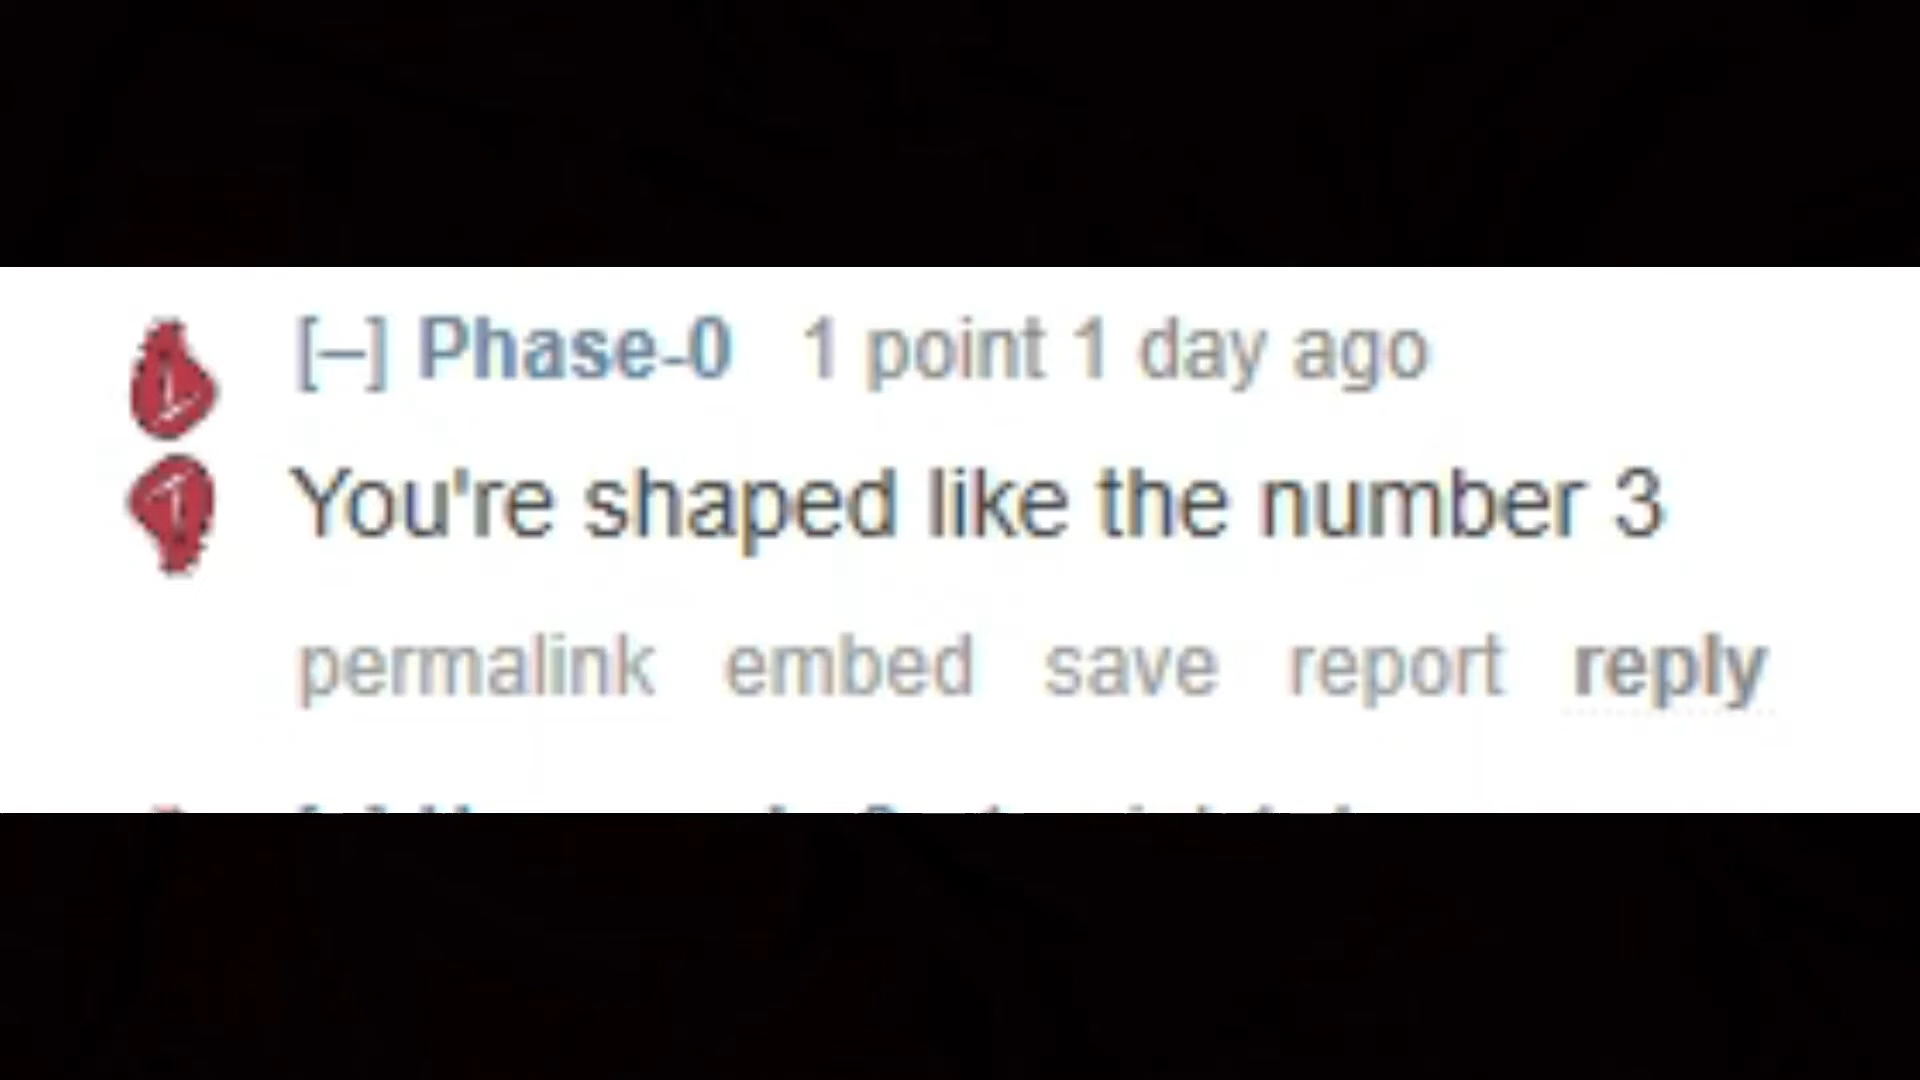 [–] Phase-0 1 point 1 day ago
You're shaped like the number 3
permalink embed save report reply